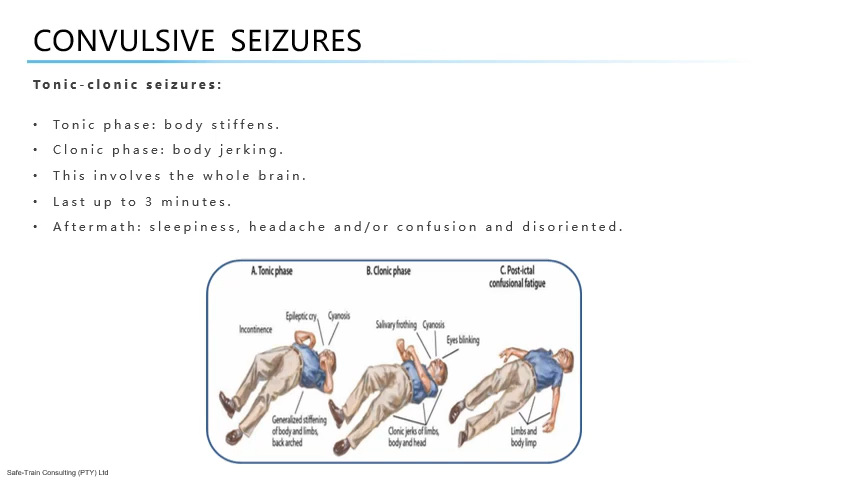 CONVULSIVE SEIZURES
Tonic-clonic seizures:
• Tonic phase: body stiffens.
• Clonic phase: body jerking.
• This involves the whole brain.
• Last up to 3 minutes.
• Aftermath: sleepiness, headache and/or confusion and disoriented.
A. Tonic phase
Incontinence
Epileptic cry
Cyanosis
Generalized stiffening
of body and limbs,
back arched
B. Clonic phase
Salivary frothing
Cyanosis
Eyes blinking
Clonic jerks of limbs,
body and head
C. Post-ictal
confusional fatigue
Limbs and
body limp
Safe-Train Consulting (PTY) Ltd